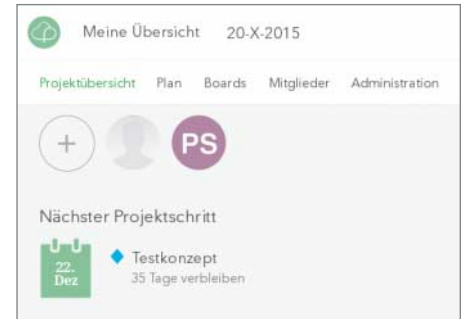 Meine Übersicht 20-X-2015
Projektübersicht Plan Boards Mitglieder Administration
+ PS
Nächster Projektschritt
22.
Dez
Testkonzept
35 Tage verbleiben